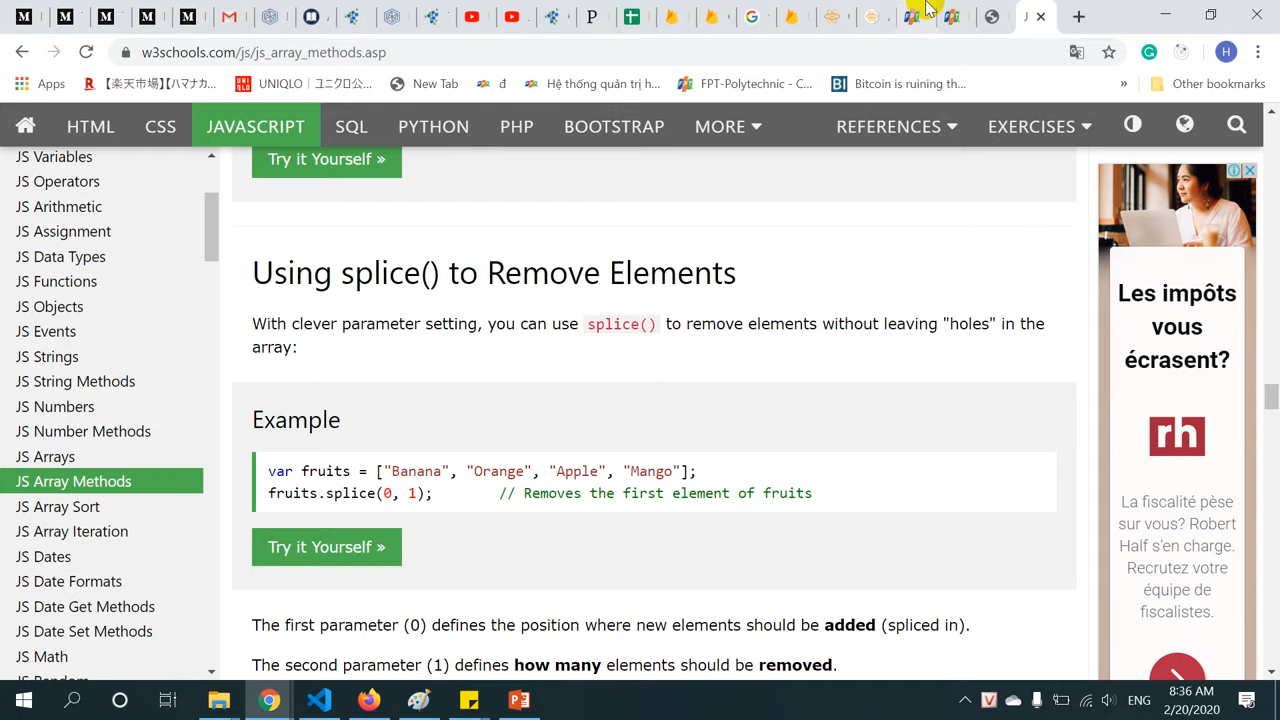 w3schools.com/js/js_array_methods.asp
H
Apps
【楽天市場】【ハマナカ...
UNIQLO | ユニクロ...
New Tab
đ
Hệ thống quản trị h...
FPT-Polytechnic - C...
BI
Bitcoin is ruining th...
»
Other bookmarks
HTML
CSS
JAVASCRIPT
SQL
PYTHON
PHP
BOOTSTRAP
MORE
REFERENCES
EXERCISES
JS Variables
JS Operators
JS Arithmetic
JS Assignment
JS Data Types
JS Functions
JS Objects
JS Events
JS Strings
JS String Methods
JS Numbers
JS Number Methods
JS Arrays
JS Array Methods
JS Array Sort
JS Array Iteration
JS Dates
JS Date Formats
JS Date Get Methods
JS Date Set Methods
JS Math
Try it Yourself »
Using splice() to Remove Elements
With clever parameter setting, you can use splice() to remove elements without leaving "holes" in the
array:
Example
var fruits = ["Banana", "Orange", "Apple", "Mango"];
fruits.splice(0, 1); // Removes the first element of fruits
Try it Yourself »
The first parameter (0) defines the position where new elements should be added (spliced in).
The second parameter (1) defines how many elements should be removed.
Les impôts
vous
écrasent?
rh
La fiscalité pèse
sur vous? Robert
Half s'en charge.
Recrutez votre
équipe de
fiscalistes.
ENG
8:36 AM
2/20/2020